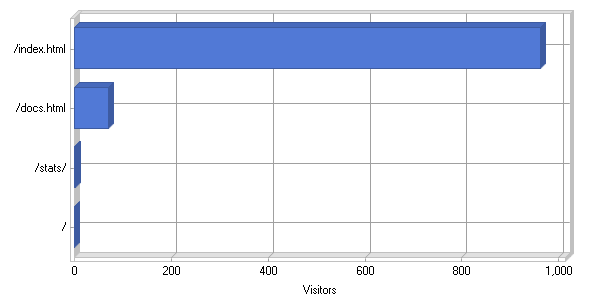 /index.html
/docs.html
/stats/
/
0 200 400 600 800 1,000
Visitors